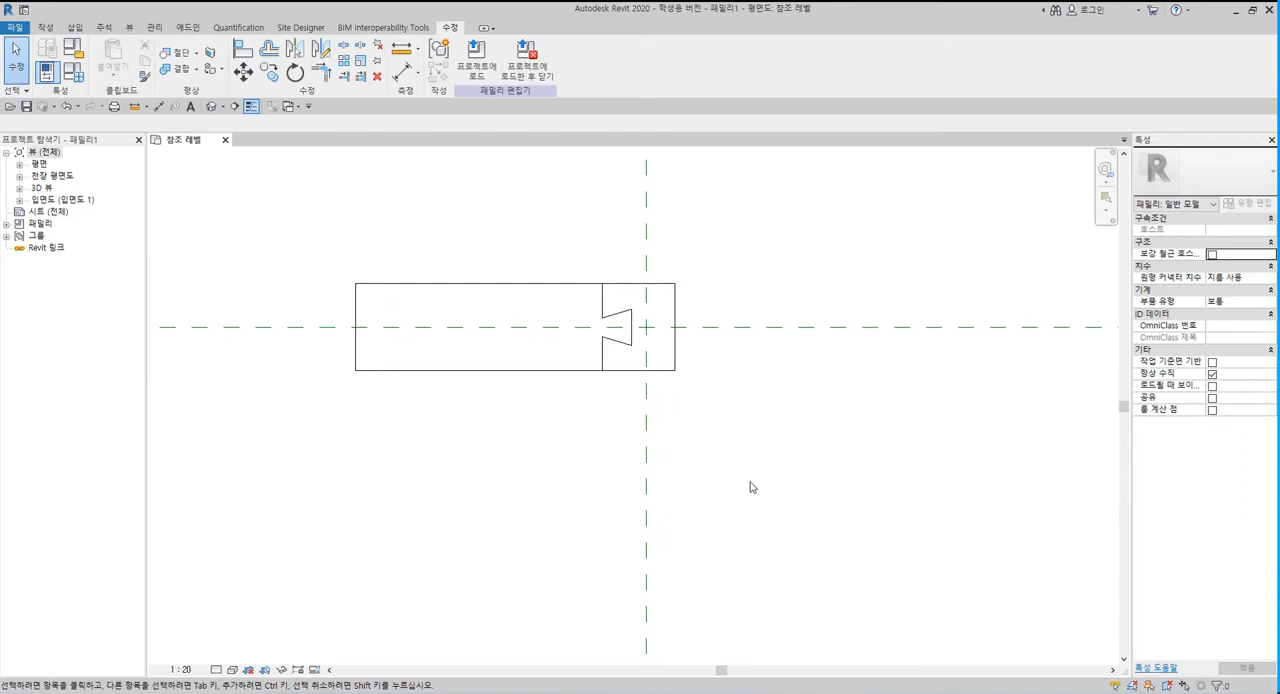 Autodesk Revit 2020 - 학생용 버전 - 패밀리1 - 평면도: 참조 레벨
로그인
파일 작성 삽입 주석 뷰 관리 애드인 Quantification Site Designer BIM Interoperability Tools 수정
수정
붙여넣기
절단
결합
프로젝트에
로드
프로젝트에
로드한 후 닫기
선택 특성 클립보드 형상 수정 측정 작성 패밀리 편집기
프로젝트 탐색기 - 패밀리1
뷰 (전체)
평면
천장 평면도
3D 뷰
입면도 (입면도 1)
시트 (전체)
패밀리
그룹
Revit 링크
참조 레벨
2D
특성
패밀리: 일반 모델 유형 편집
구속조건
호스트
구조
보강 철근 호스...
치수
원형 커넥터 치수 지름 사용
기계
부품 유형 보통
ID 데이터
OmniClass 번호
OmniClass 제목
기타
작업 기준면 기반
항상 수직
로드될 때 보이...
공유
룸 계산 점
특성 도움말 적용
1 : 20
선택하려면 항목을 클릭하고, 다른 항목을 선택하려면 Tab 키, 추가하려면 Ctrl 키, 선택 취소하려면 Shift 키를 누르십시오.
:0